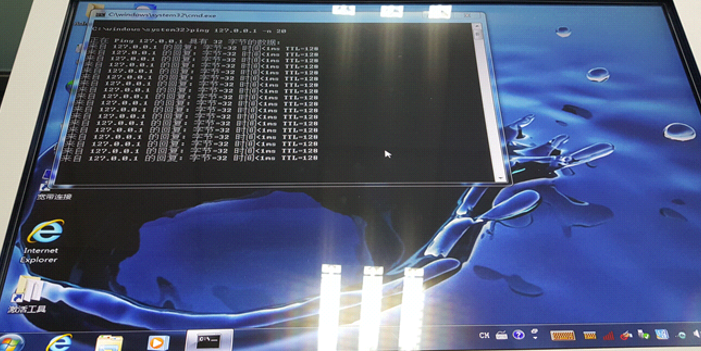 C:\windows\system32\cmd.exe
C:\windows\system32>ping 127.0.0.1 -n 20
正在 Ping 127.0.0.1 具有 32 字节的数据:
来自 127.0.0.1 的回复: 字节=32 时间<1ms TTL=128
来自 127.0.0.1 的回复: 字节=32 时间<1ms TTL=128
来自 127.0.0.1 的回复: 字节=32 时间<1ms TTL=128
来自 127.0.0.1 的回复: 字节=32 时间<1ms TTL=128
来自 127.0.0.1 的回复: 字节=32 时间<1ms TTL=128
来自 127.0.0.1 的回复: 字节=32 时间<1ms TTL=128
来自 127.0.0.1 的回复: 字节=32 时间<1ms TTL=128
来自 127.0.0.1 的回复: 字节=32 时间<1ms TTL=128
来自 127.0.0.1 的回复: 字节=32 时间<1ms TTL=128
来自 127.0.0.1 的回复: 字节=32 时间<1ms TTL=128
来自 127.0.0.1 的回复: 字节=32 时间<1ms TTL=128
来自 127.0.0.1 的回复: 字节=32 时间<1ms TTL=128
宽带连接
Internet
Explorer
激活工具
CH